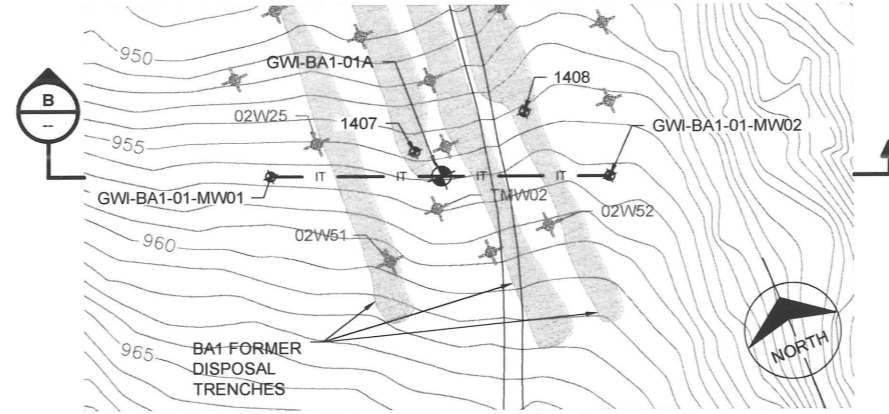 950
GWI-BA1-01A
1408
B
--
02W25
1407
GWI-BA1-01-MW02
955
IT
IT
IT
IT
GWI-BA1-01-MW01
TMW02
02W52
02W51
960
965
BA1 FORMER
DISPOSAL
TRENCHES
NORTH